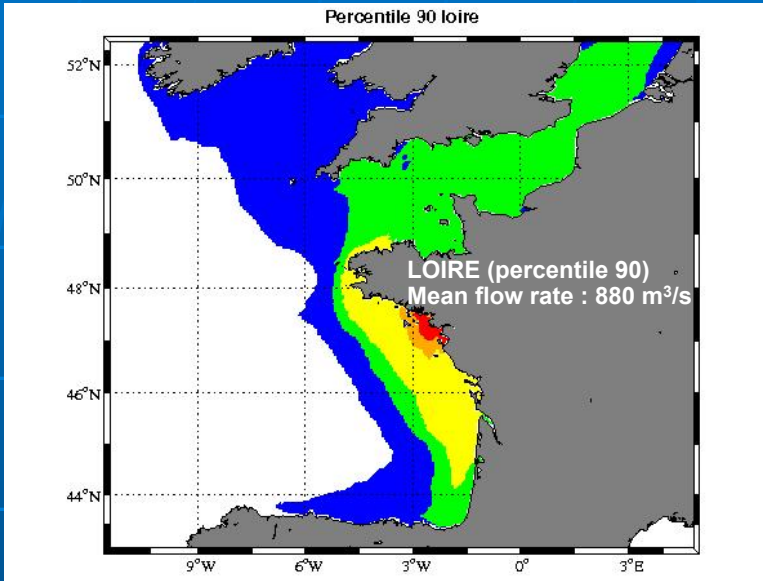 Percentile 90 loire
52°N
50°N
LOIRE (percentile 90)
48°N
Mean flow rate : 880 m³/s
46°N
44°N
9°W 6°W 3°W 0° 3°E